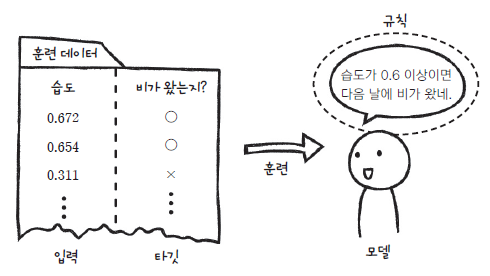 훈련 데이터
습도 비가 왔는지?
0.672 ○
0.654 ○
0.311 ×
입력 타깃
훈련
규칙
습도가 0.6 이상이면
다음 날에 비가 왔네.
모델